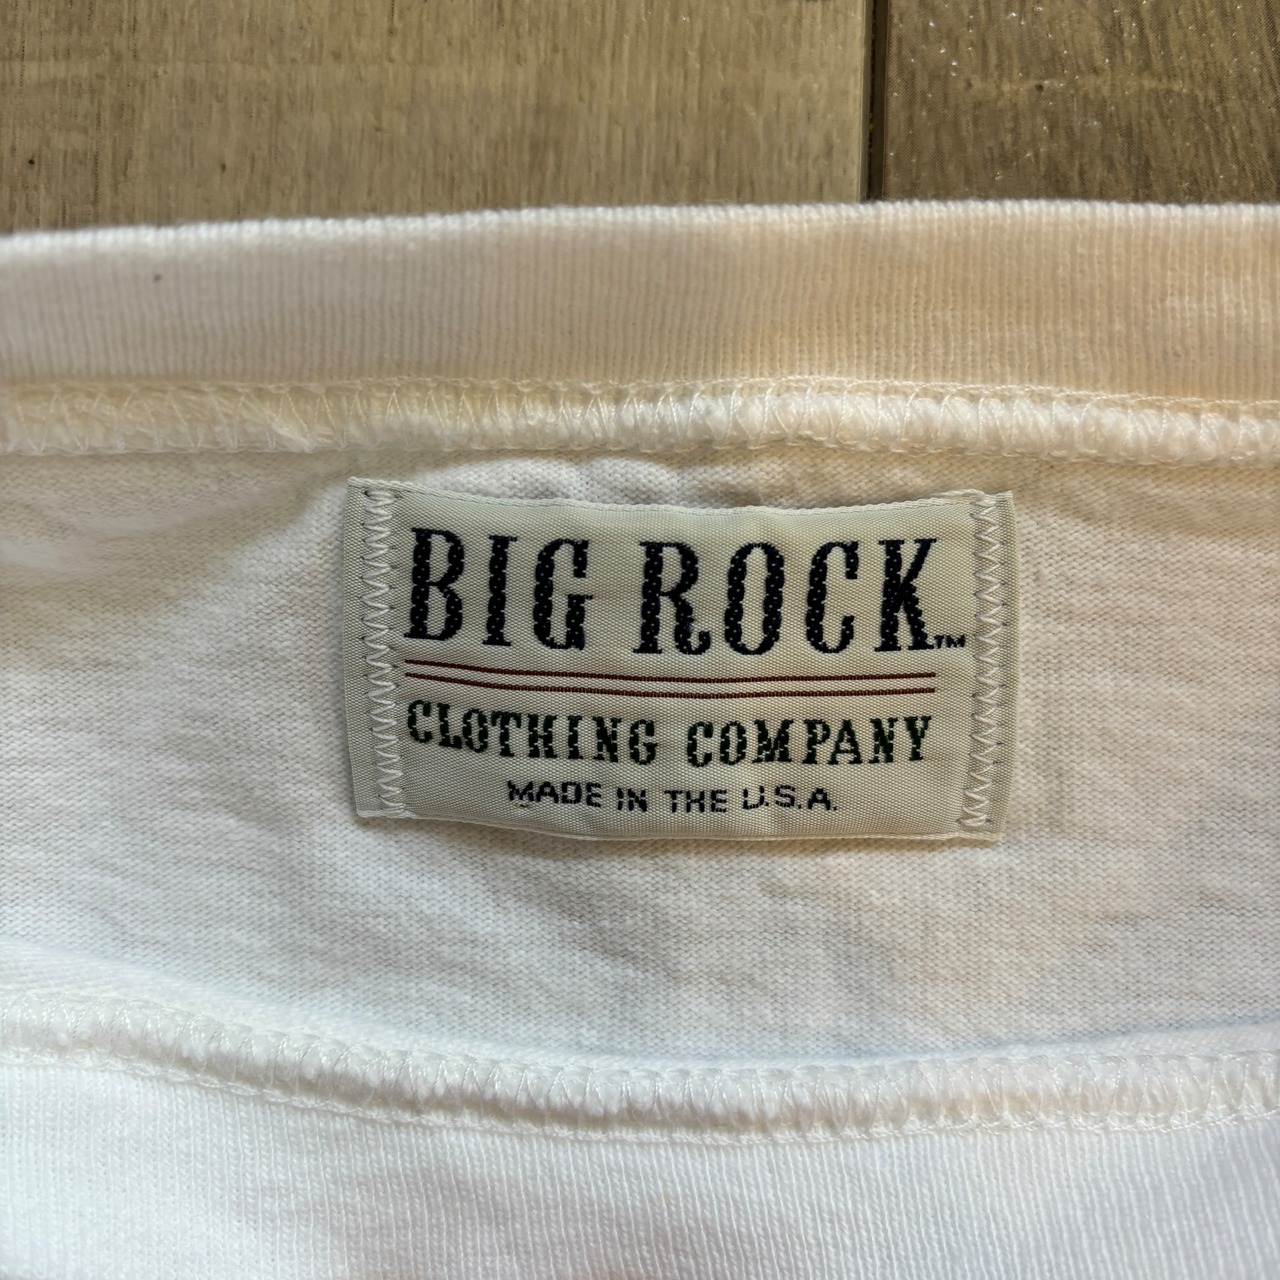 BIG ROCK™
CLOTHING COMPANY
MADE IN THE U.S.A.